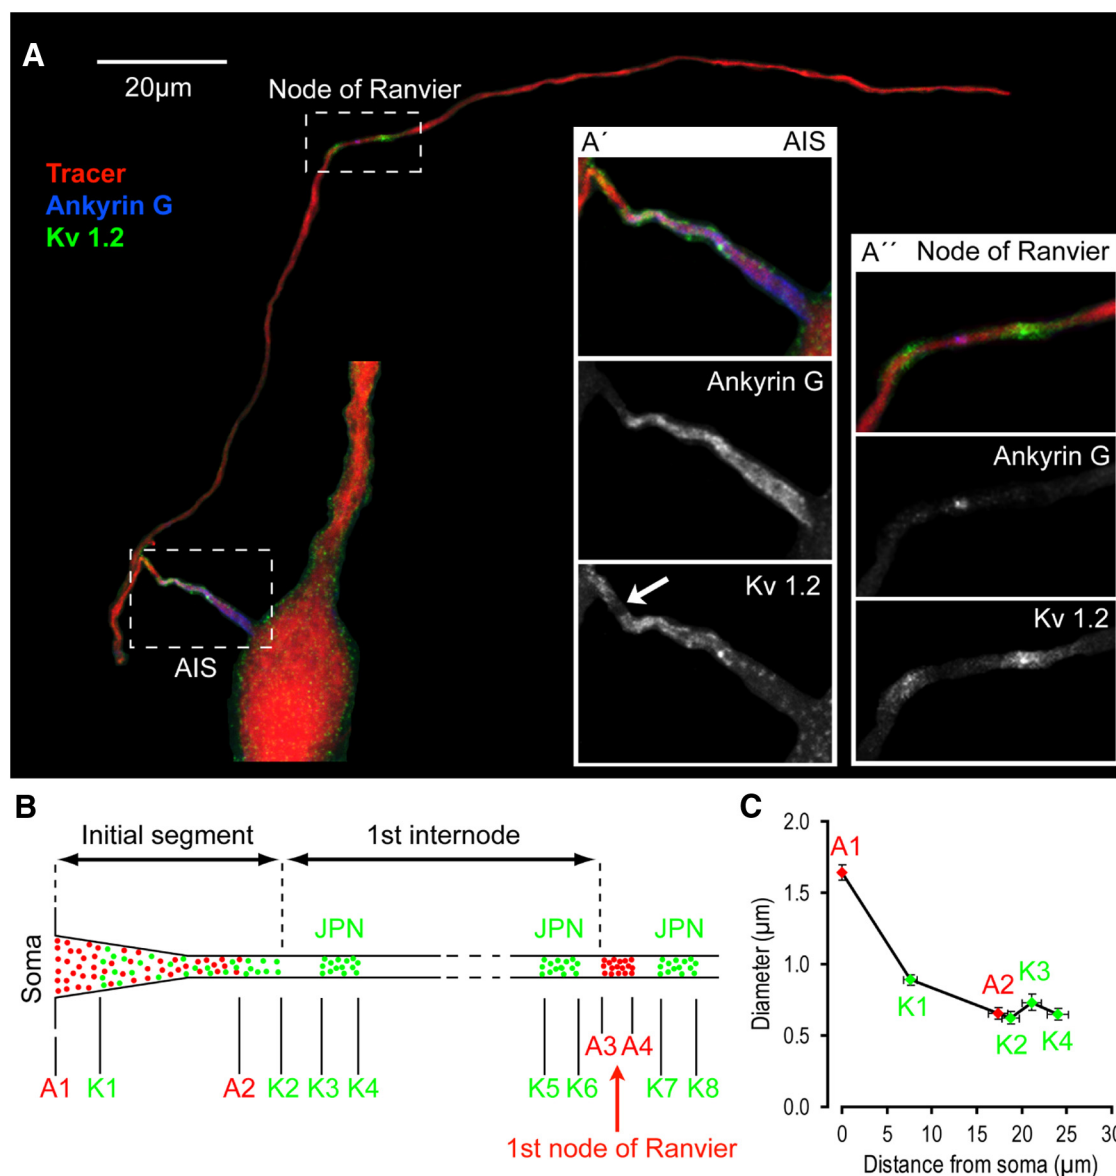 A
20μm
Node of Ranvier
Tracer
Ankyrin G
Kv 1.2
AIS
A´ AIS
Ankyrin G
Kv 1.2
A´´ Node of Ranvier
Ankyrin G
Kv 1.2
B
Initial segment 1st internode
JPN JPN JPN
Soma
A3 A4
A1 K1 A2 K2 K3 K4 K5 K6 K7 K8
1st node of Ranvier
C
2.0
1.5
1.0
0.5
0.0
Diameter (μm)
A1
K1
A2
K2
K3
K4
0 5 10 15 20 25 30
Distance from soma (μm)